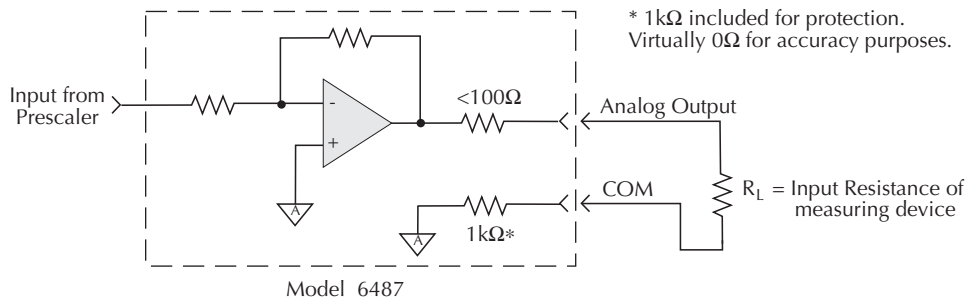 * 1kΩ included for protection.
Virtually 0Ω for accuracy purposes.
Input from
Prescaler
-
+
<100Ω
Analog Output
A
COM
A
1kΩ*
R_L = Input Resistance of
measuring device
Model 6487